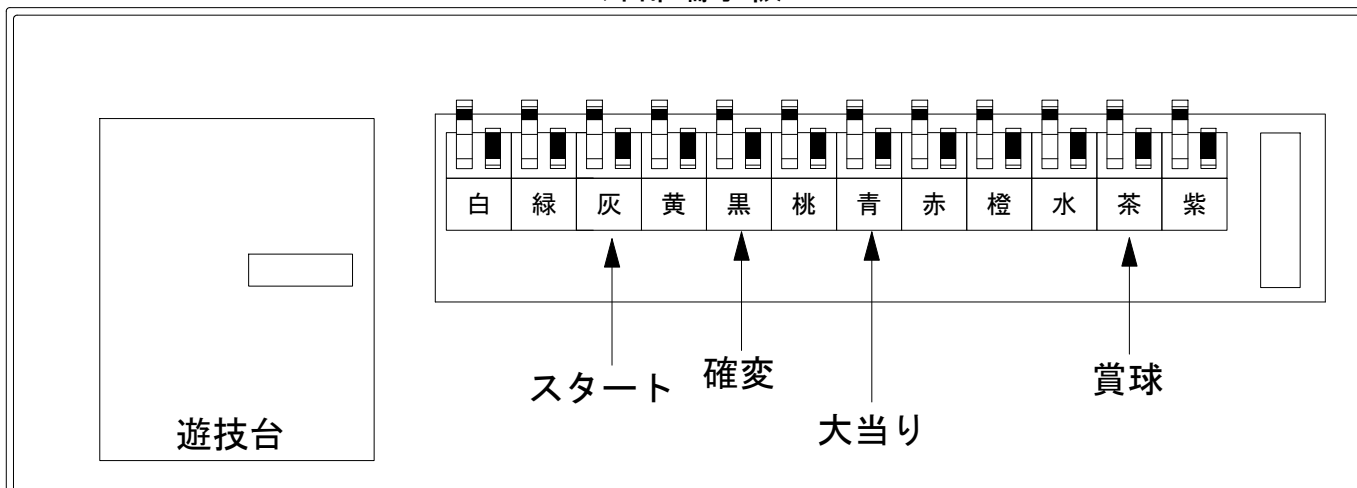 白 緑 灰 黄 黒 桃 青 赤 橙 水 茶 紫
スタート
確変
大当り
賞球
遊技台